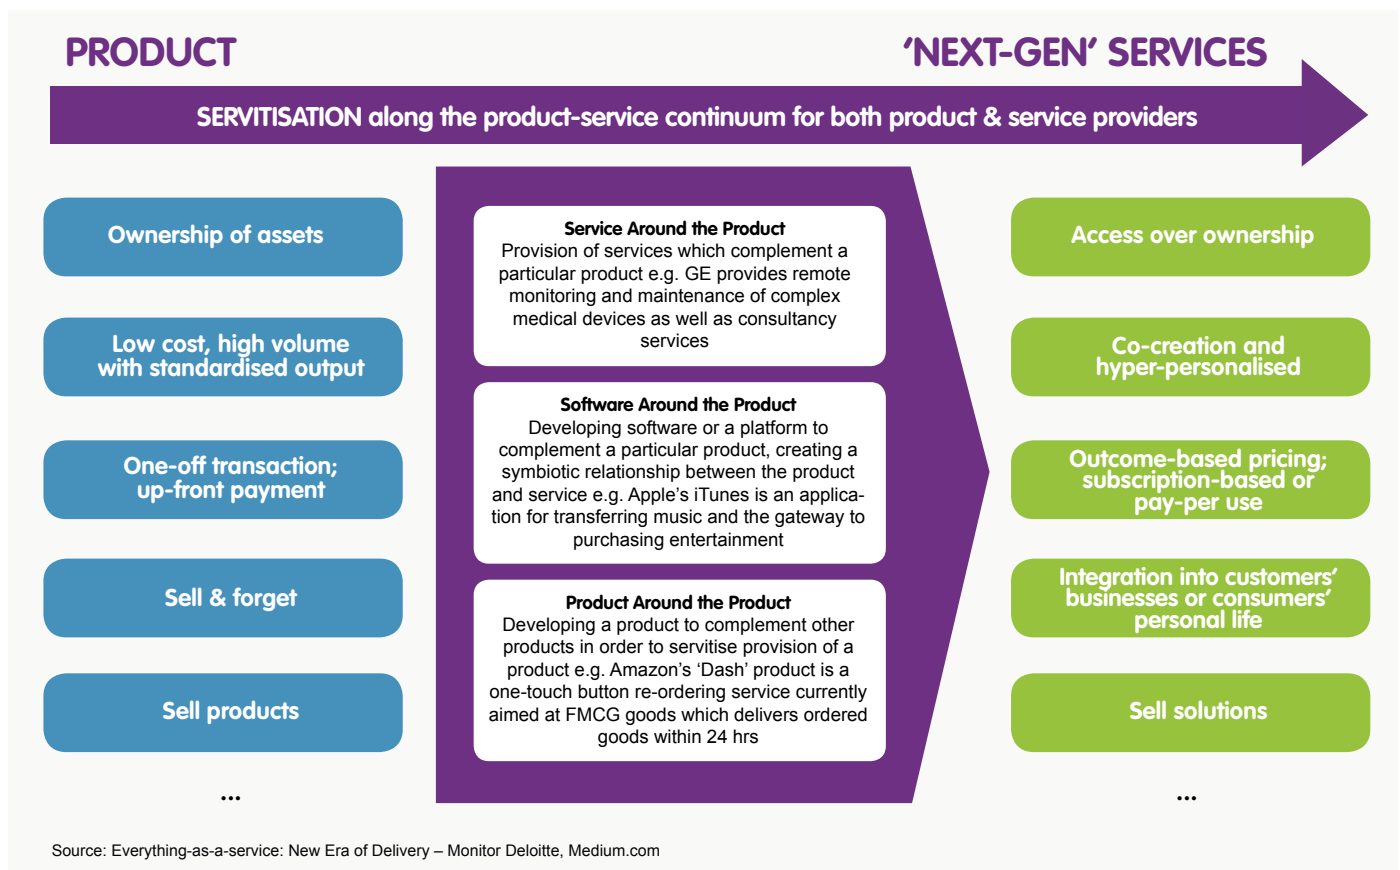 PRODUCT
‘NEXT-GEN’ SERVICES
SERVITISATION along the product-service continuum for both product & service providers
Ownership of assets
Low cost, high volume
with standardised output
One-off transaction;
up-front payment
Sell & forget
Sell products
...
Service Around the Product
Provision of services which complement a
particular product e.g. GE provides remote
monitoring and maintenance of complex
medical devices as well as consultancy
services
Software Around the Product
Developing software or a platform to
complement a particular product, creating a
symbiotic relationship between the product
and service e.g. Apple’s iTunes is an applica-
tion for transferring music and the gateway to
purchasing entertainment
Product Around the Product
Developing a product to complement other
products in order to servitise provision of a
product e.g. Amazon’s ‘Dash’ product is a
one-touch button re-ordering service currently
aimed at FMCG goods which delivers ordered
goods within 24 hrs
Access over ownership
Co-creation and
hyper-personalised
Outcome-based pricing;
subscription-based or
pay-per use
Integration into customers’
businesses or consumers’
personal life
Sell solutions
...
Source: Everything-as-a-service: New Era of Delivery – Monitor Deloitte, Medium.com